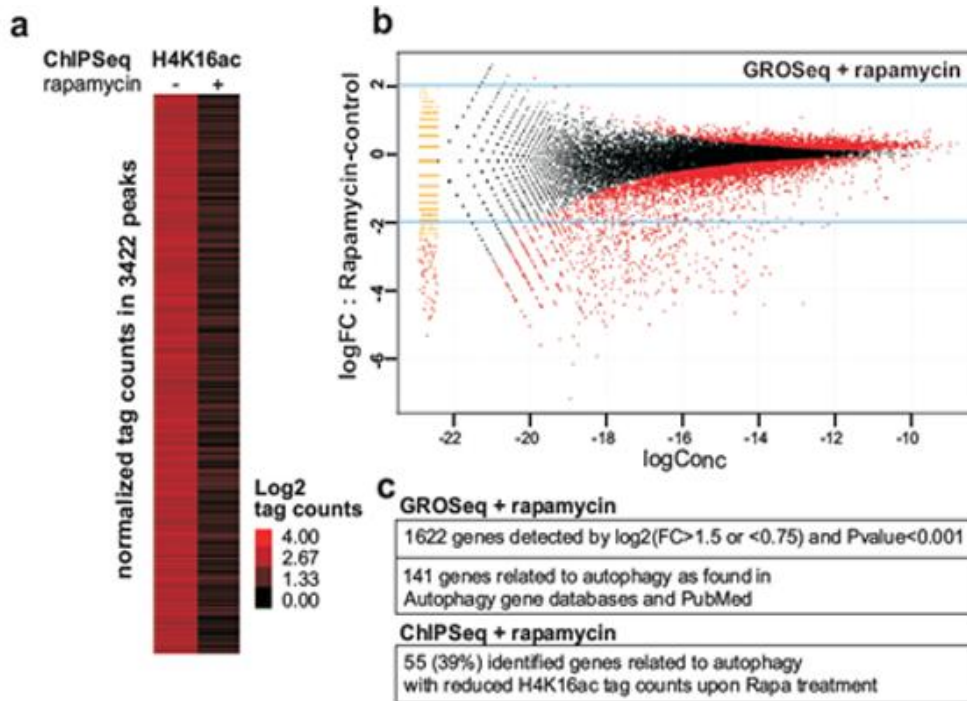 a
ChIPSeq H4K16ac
rapamycin - +
normalized tag counts in 3422 peaks
Log2
tag counts
4.00
2.67
1.33
0.00
b
GROSeq + rapamycin
logFC : Rapamycin-control
2
0
-2
-4
-6
-22 -20 -18 -16 -14 -12 -10
logConc
c
GROSeq + rapamycin
1622 genes detected by log2(FC>1.5 or <0.75) and Pvalue<0.001
141 genes related to autophagy as found in
Autophagy gene databases and PubMed
ChIPSeq + rapamycin
55 (39%) identified genes related to autophagy
with reduced H4K16ac tag counts upon Rapa treatment